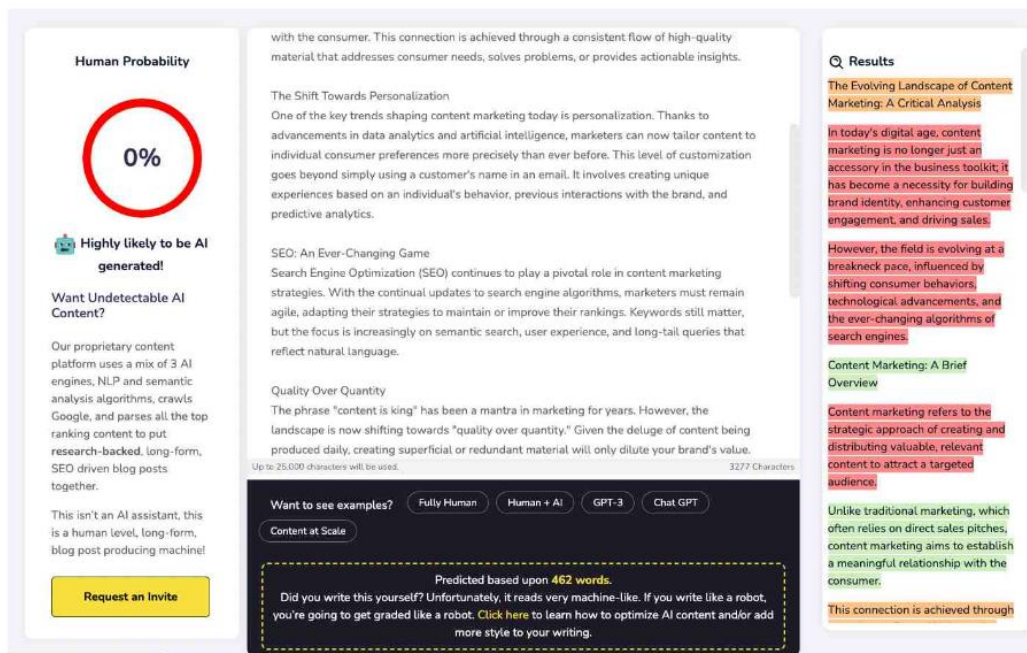 Human Probability
0%
Highly likely to be AI
generated!
Want Undetectable AI
Content?
Our proprietary content
platform uses a mix of 3 AI
engines, NLP and semantic
analysis algorithms, crawls
Google, and parses all the top
ranking content to put
research-backed, long-form,
SEO driven blog posts
together.
This isn't an AI assistant, this
is a human level, long-form,
blog post producing machine!
Request an Invite
with the consumer. This connection is achieved through a consistent flow of high-quality
material that addresses consumer needs, solves problems, or provides actionable insights.
The Shift Towards Personalization
One of the key trends shaping content marketing today is personalization. Thanks to
advancements in data analytics and artificial intelligence, marketers can now tailor content to
individual consumer preferences more precisely than ever before. This level of customization
goes beyond simply using a customer's name in an email. It involves creating unique
experiences based on an individual's behavior, previous interactions with the brand, and
predictive analytics.
SEO: An Ever-Changing Game
Search Engine Optimization (SEO) continues to play a pivotal role in content marketing
strategies. With the continual updates to search engine algorithms, marketers must remain
agile, adapting their strategies to maintain or improve their rankings. Keywords still matter,
but the focus is increasingly on semantic search, user experience, and long-tail queries that
reflect natural language.
Quality Over Quantity
The phrase "content is king" has been a mantra in marketing for years. However, the
landscape is now shifting towards "quality over quantity." Given the deluge of content being
produced daily, creating superficial or redundant material will only dilute your brand's value.
Up to 25,000 characters will be used.
3277 Characters
Want to see examples?
Fully Human
Human + AI
GPT-3
Chat GPT
Content at Scale
Predicted based upon 462 words.
Did you write this yourself? Unfortunately, it reads very machine-like. If you write like a robot,
you're going to get graded like a robot. Click here to learn how to optimize AI content and/or add
more style to your writing.
Results
The Evolving Landscape of Content
Marketing: A Critical Analysis
In today's digital age, content
marketing is no longer just an
accessory in the business toolkit; it
has become a necessity for building
brand identity, enhancing customer
engagement, and driving sales.
However, the field is evolving at a
breakneck pace, influenced by
shifting consumer behaviors,
technological advancements, and
the ever-changing algorithms of
search engines.
Content Marketing: A Brief
Overview
Content marketing refers to the
strategic approach of creating and
distributing valuable, relevant
content to attract a targeted
audience.
Unlike traditional marketing, which
often relies on direct sales pitches,
content marketing aims to establish
a meaningful relationship with the
consumer.
This connection is achieved through